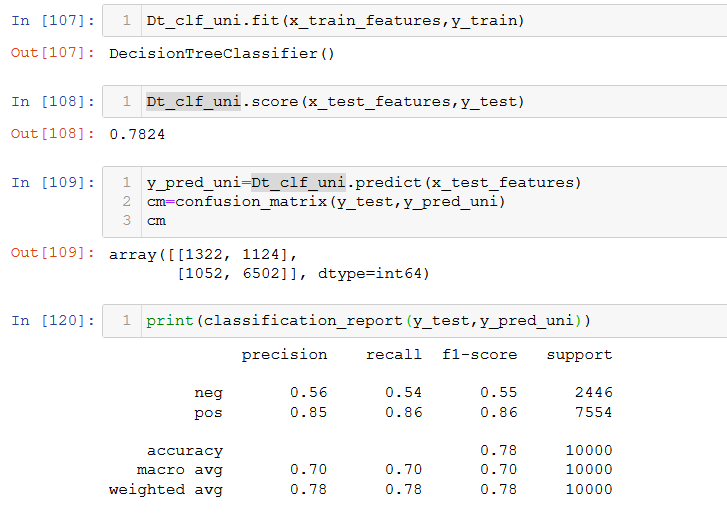 In [107]: 1 Dt_clf_uni.fit(x_train_features,y_train)
Out[107]: DecisionTreeClassifier()
In [108]: 1 Dt_clf_uni.score(x_test_features,y_test)
Out[108]: 0.7824
In [109]: 1 y_pred_uni=Dt_clf_uni.predict(x_test_features)
2 cm=confusion_matrix(y_test,y_pred_uni)
3 cm
Out[109]: array([[1322, 1124],
[1052, 6502]], dtype=int64)
In [120]: 1 print(classification_report(y_test,y_pred_uni))
precision recall f1-score support
neg 0.56 0.54 0.55 2446
pos 0.85 0.86 0.86 7554
accuracy 0.78 10000
macro avg 0.70 0.70 0.70 10000
weighted avg 0.78 0.78 0.78 10000